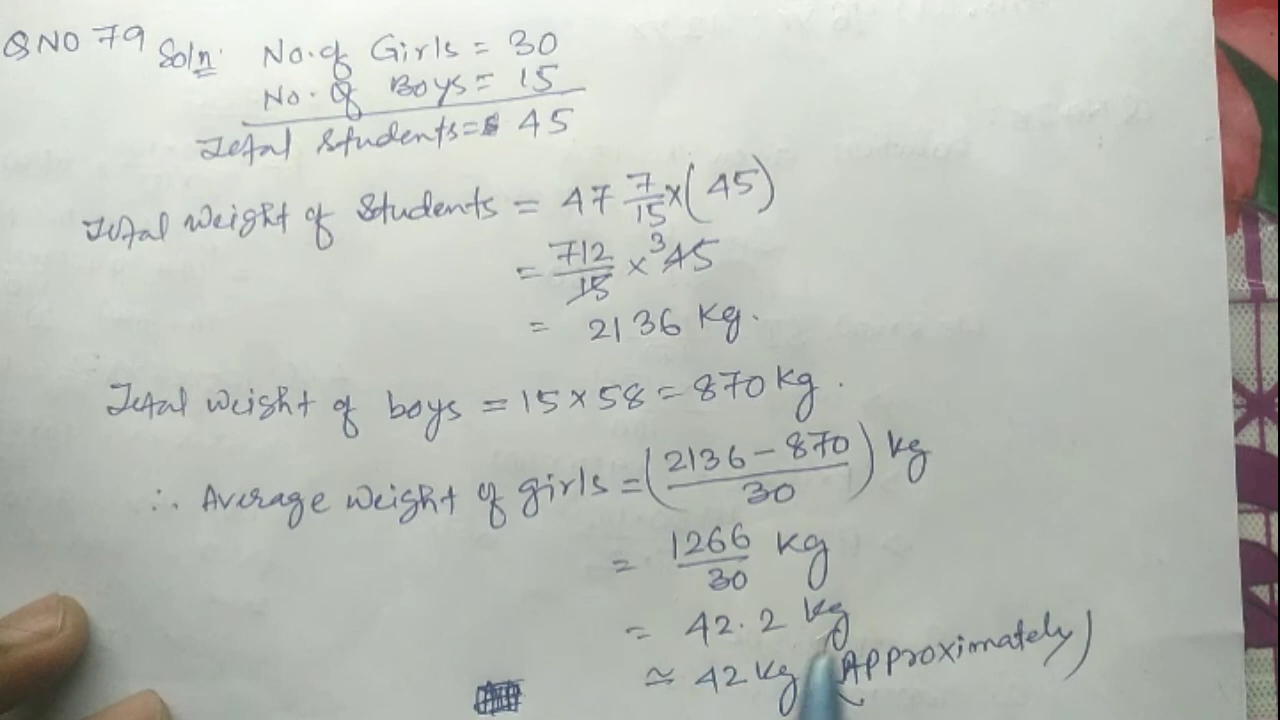 QNO 79 Soln. No. of Girls = 30
No. of Boys = 15
Total Students = 45
Total weight of Students = 47 7/15 × (45)
= 712/15 × 3 45
= 2136 Kg.
Total weight of boys = 15 × 58 = 870 kg.
∴ Average weight of girls = (2136 - 870 / 30) kg
= 1266/30 Kg
= 42.2 kg
≃ 42 Kg (Approximately)